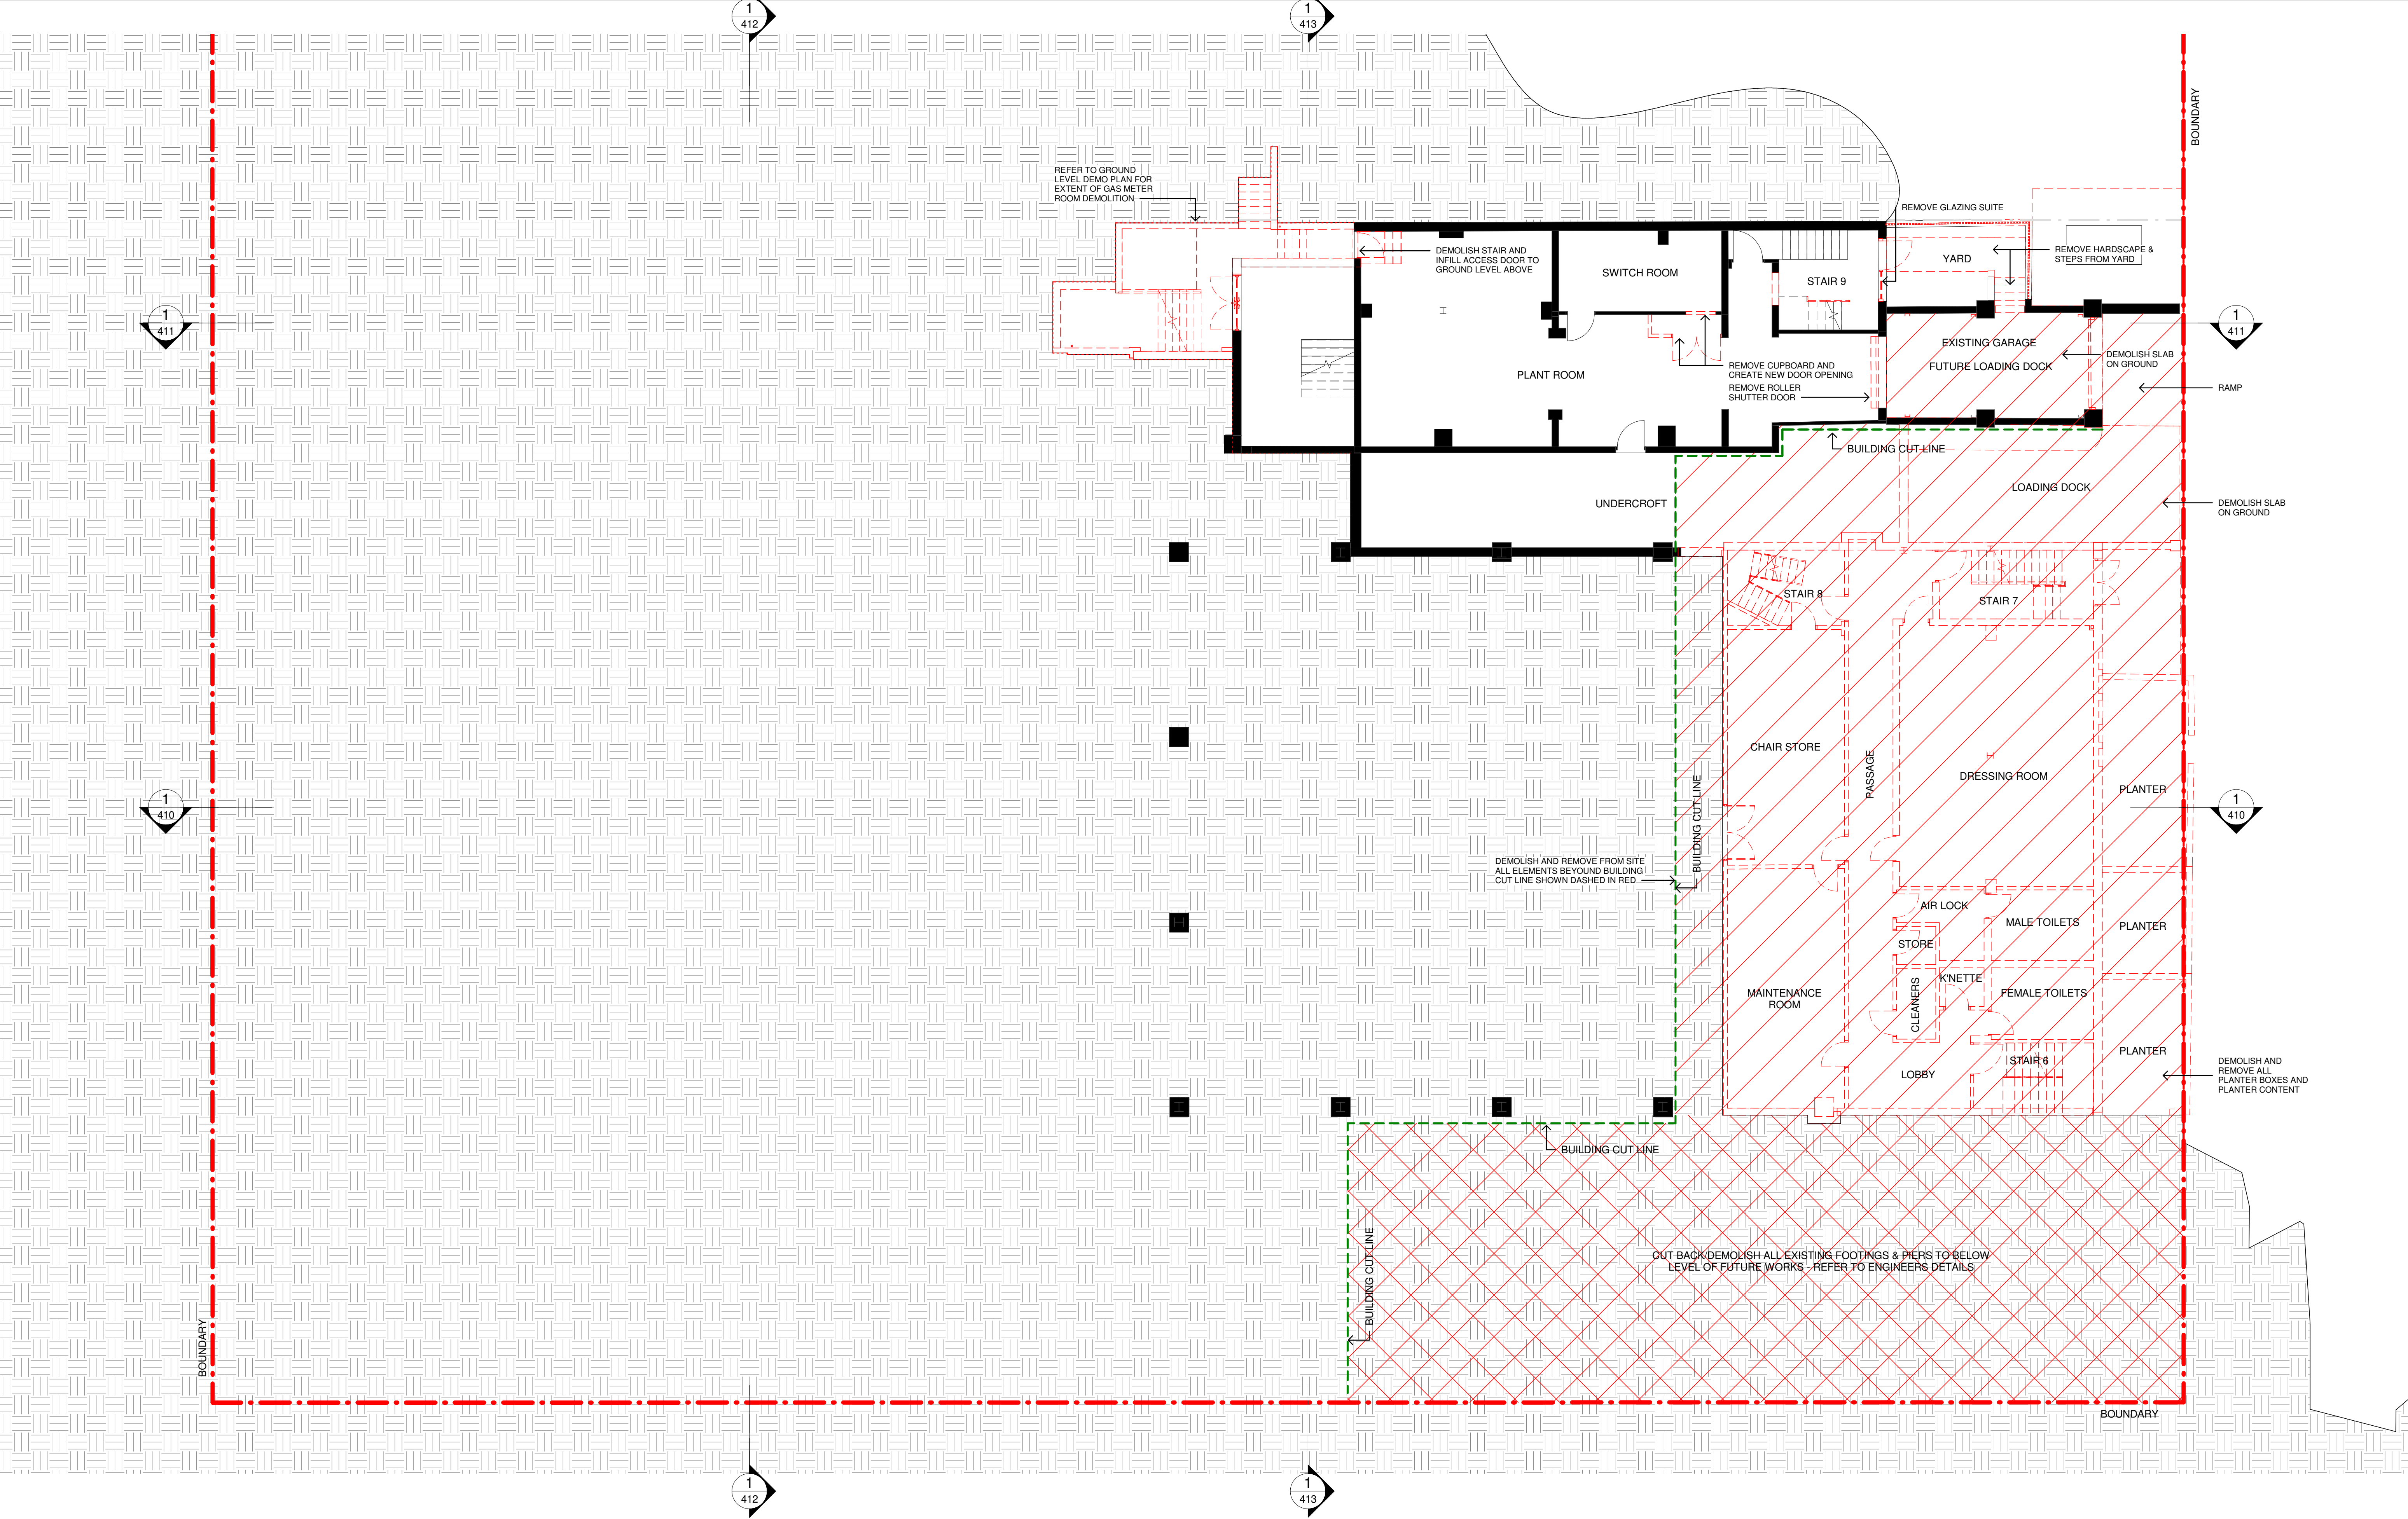 1
412
1
413
BOUNDARY
REFER TO GROUND
LEVEL DEMO PLAN FOR
EXTENT OF GAS METER
ROOM DEMOLITION
REMOVE GLAZING SUITE
DEMOLISH STAIR AND
INFILL ACCESS DOOR TO
GROUND LEVEL ABOVE
SWITCH ROOM
STAIR 9
YARD
REMOVE HARDSCAPE &
STEPS FROM YARD
1
411
1
411
EXISTING GARAGE
FUTURE LOADING DOCK
DEMOLISH SLAB
ON GROUND
PLANT ROOM
REMOVE CUPBOARD AND
CREATE NEW DOOR OPENING
REMOVE ROLLER
SHUTTER DOOR
RAMP
BUILDING CUT LINE
UNDERCROFT
LOADING DOCK
DEMOLISH SLAB
ON GROUND
STAIR 8
STAIR 7
CHAIR STORE
PASSAGE
DRESSING ROOM
PLANTER
1
410
1
410
BUILDING CUT LINE
DEMOLISH AND REMOVE FROM SITE
ALL ELEMENTS BEYOUND BUILDING
CUT LINE SHOWN DASHED IN RED
AIR LOCK
MALE TOILETS
PLANTER
STORE
K'NETTE
MAINTENANCE
ROOM
CLEANERS
FEMALE TOILETS
STAIR 6
PLANTER
LOBBY
DEMOLISH AND
REMOVE ALL
PLANTER BOXES AND
PLANTER CONTENT
BUILDING CUT LINE
CUT BACK/DEMOLISH ALL EXISTING FOOTINGS & PIERS TO BELOW
LEVEL OF FUTURE WORKS - REFER TO ENGINEERS DETAILS
BUILDING CUT LINE
BOUNDARY
BOUNDARY
1
412
1
413